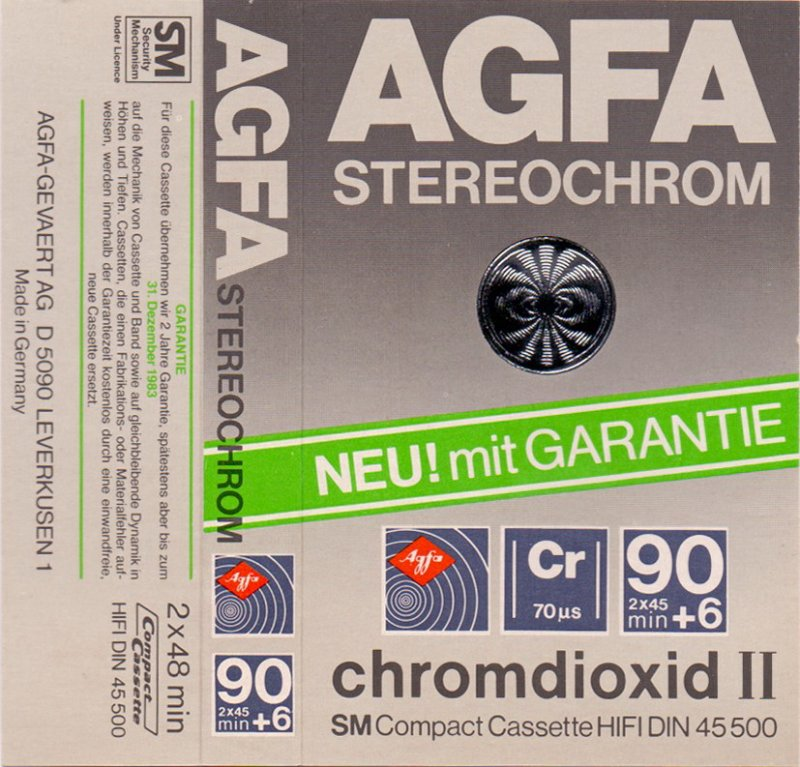 SM
Security
Mechanism
Under Licence
GARANTIE
Für diese Cassette übernehmen wir 2 Jahre Garantie, spätestens aber bis zum
31. Dezember 1983
auf die Mechanik von Cassette und Band sowie auf gleichbleibende Dynamik in
Höhen und Tiefen. Cassetten, die einen Fabrikations- oder Materialfehler auf-
weisen, werden innerhalb der Garantiezeit kostenlos durch eine einwandfreie,
neue Cassette ersetzt.
AGFA-GEVAERT AG D 5090 LEVERKUSEN 1
Made in Germany
2 x 48 min
Compact
Cassette
HIFI DIN 45 500
AGFA STEREOCHROM
Agfa
90
2x45
min +6
AGFA
STEREOCHROM
NEU! mit GARANTIE
Agfa
Cr
70 µs
90
2x45
min +6
chromdioxid II
SM Compact Cassette HIFI DIN 45 500